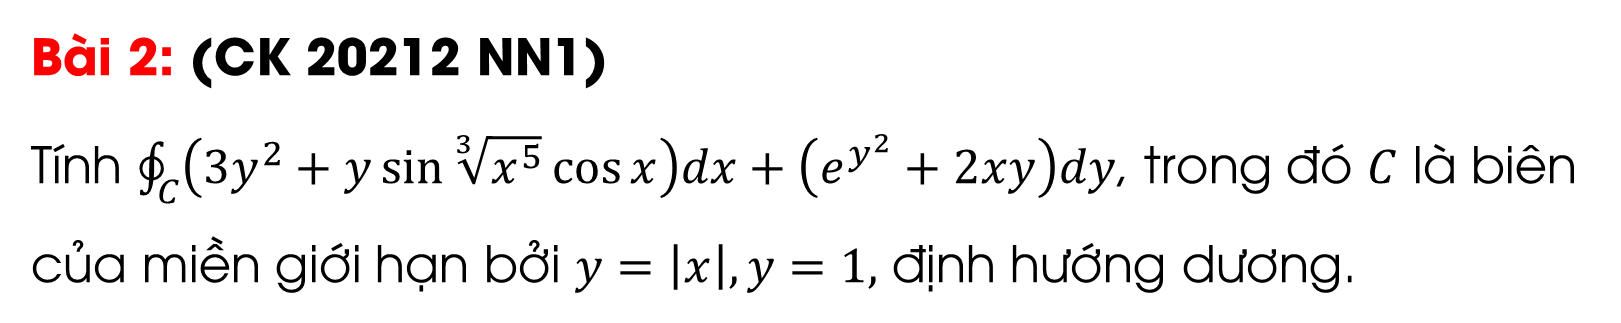 Bài 2: (CK 20212 NN1)
Tính ∮_C(3y² + y sin ∛(x⁵) cos x)dx + (e^{y²} + 2xy)dy, trong đó C là biên
của miền giới hạn bởi y = |x|, y = 1, định hướng dương.